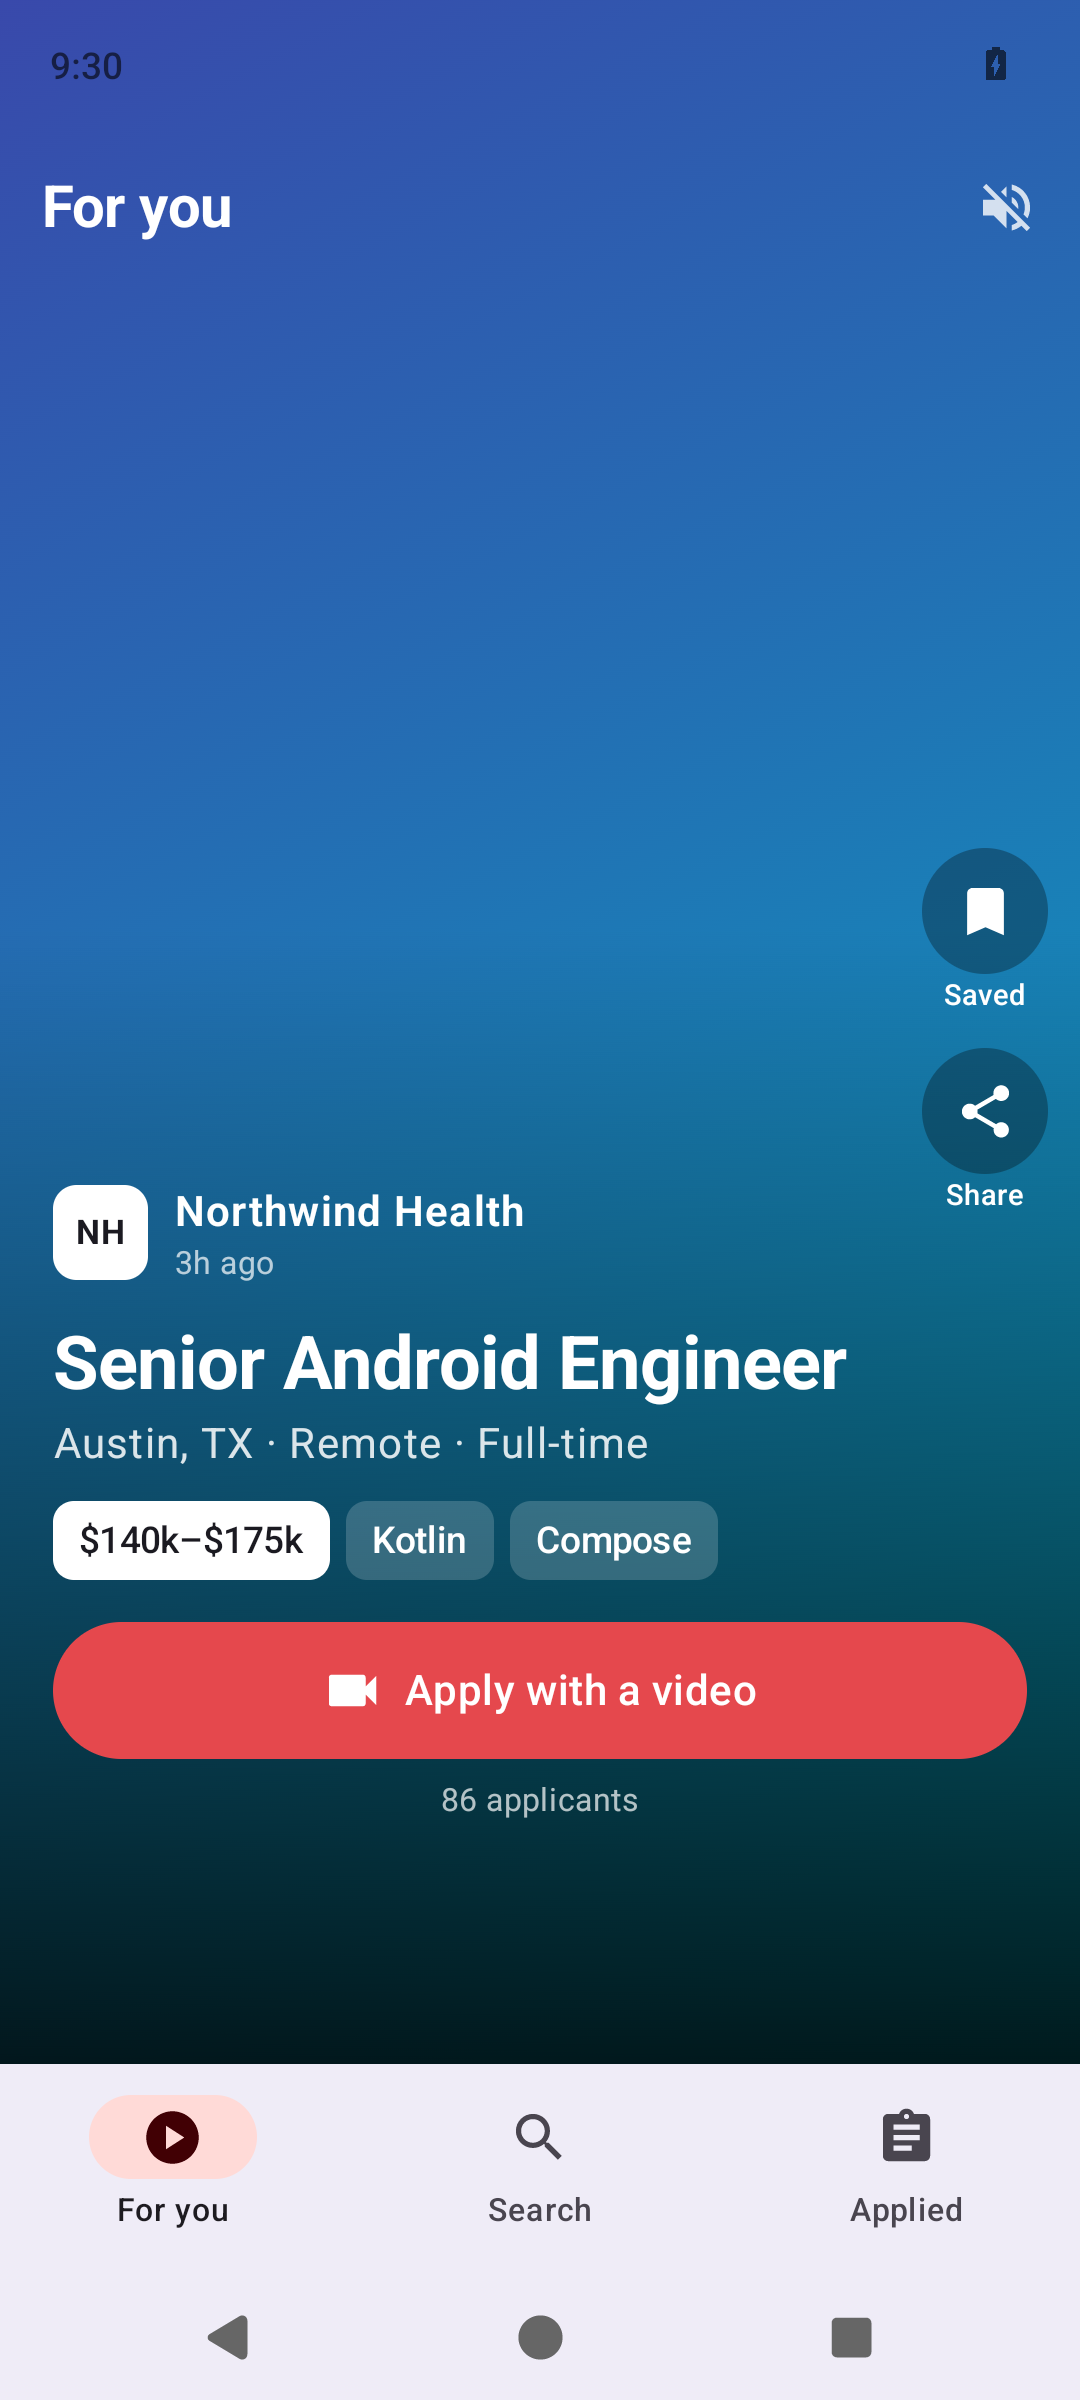 9:30
For you
Saved
Share
NH
Northwind Health
3h ago
Senior Android Engineer
Austin, TX · Remote · Full-time
$140k–$175k
Kotlin
Compose
Apply with a video
86 applicants
For you
Search
Applied